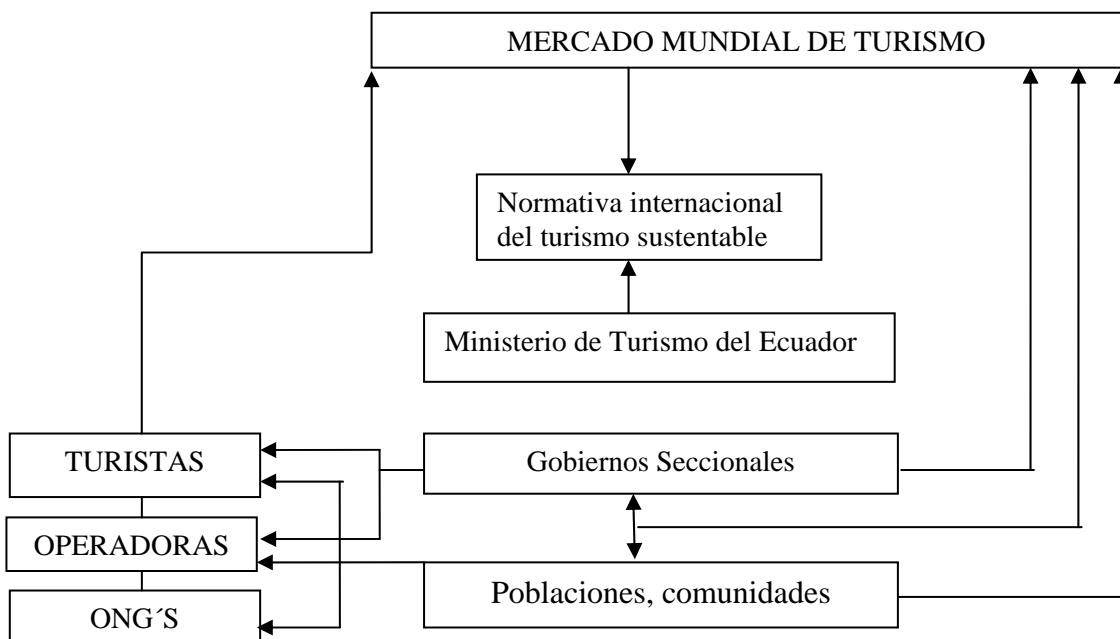 MERCADO MUNDIAL DE TURISMO
Normativa internacional
del turismo sustentable
Ministerio de Turismo del Ecuador
TURISTAS
Gobiernos Seccionales
OPERADORAS
Poblaciones, comunidades
ONG´S